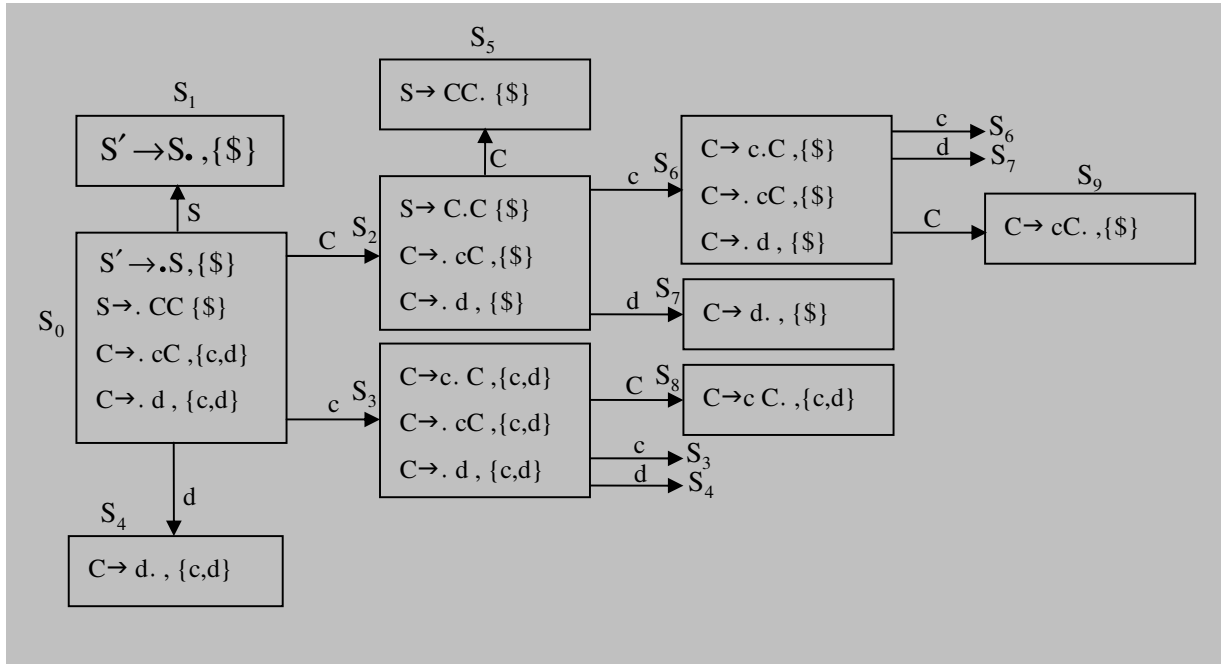 S5
S→ CC. {$}
S1
S′ →S. ,{$}
C
S
S0
S′ →.S,{$}
S→. CC {$}
C→. cC ,{c,d}
C→. d , {c,d}
C
S2
S→ C.C {$}
C→. cC ,{$}
C→. d , {$}
c
S6
C→ c.C ,{$}
C→. cC ,{$}
C→. d , {$}
c
S6
d
S7
C
S9
C→ cC. ,{$}
d
S7
C→ d. , {$}
c
S3
C→c. C ,{c,d}
C→. cC ,{c,d}
C→. d , {c,d}
C
S8
C→c C. ,{c,d}
c
S3
d
S4
d
S4
C→ d. , {c,d}